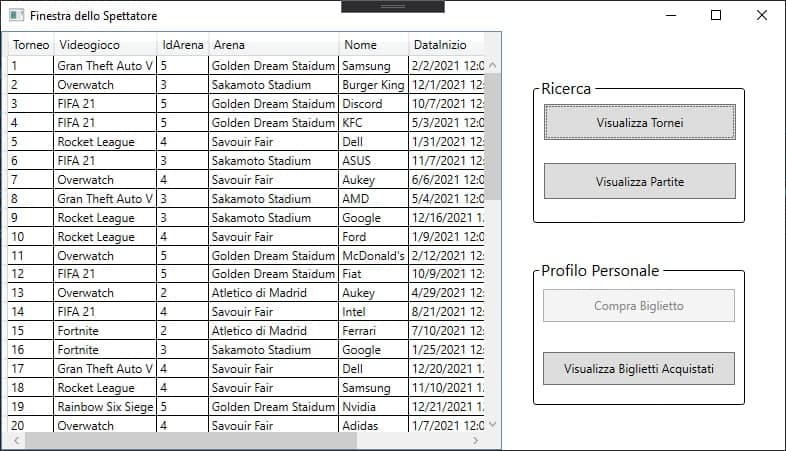 Finestra dello Spettatore
Torneo Videogioco IdArena Arena Nome DataInizio
1 Gran Theft Auto V 5 Golden Dream Staidum Samsung 2/2/2021 12:0
2 Overwatch 3 Sakamoto Stadium Burger King 12/1/2021 12:
3 FIFA 21 5 Golden Dream Staidum Discord 10/7/2021 12:
4 FIFA 21 5 Golden Dream Staidum KFC 5/3/2021 12:0
5 Rocket League 4 Savouir Fair Dell 1/31/2021 12:
6 FIFA 21 3 Sakamoto Stadium ASUS 11/7/2021 12:
7 Overwatch 4 Savouir Fair Aukey 6/6/2021 12:0
8 Gran Theft Auto V 3 Sakamoto Stadium AMD 5/4/2021 12:0
9 Rocket League 3 Sakamoto Stadium Google 12/16/2021 1.
10 Rocket League 4 Savouir Fair Ford 1/9/2021 12:0
11 Overwatch 5 Golden Dream Staidum McDonald's 2/12/2021 12:
12 FIFA 21 5 Golden Dream Staidum Fiat 10/9/2021 12:
13 Overwatch 2 Atletico di Madrid Aukey 4/29/2021 12:
14 FIFA 21 4 Savouir Fair Intel 8/21/2021 12:
15 Fortnite 2 Atletico di Madrid Ferrari 7/10/2021 12:
16 Fortnite 3 Sakamoto Stadium Google 1/25/2021 12:
17 Gran Theft Auto V 4 Savouir Fair Dell 12/20/2021 1.
18 Rocket League 4 Savouir Fair Samsung 11/10/2021 12:
19 Rainbow Six Siege 5 Golden Dream Staidum Nvidia 12/21/2021 1.
20 Overwatch 4 Savouir Fair Adidas 1/7/2021 12:0
Ricerca
Visualizza Tornei
Visualizza Partite
Profilo Personale
Compra Biglietto
Visualizza Biglietti Acquistati